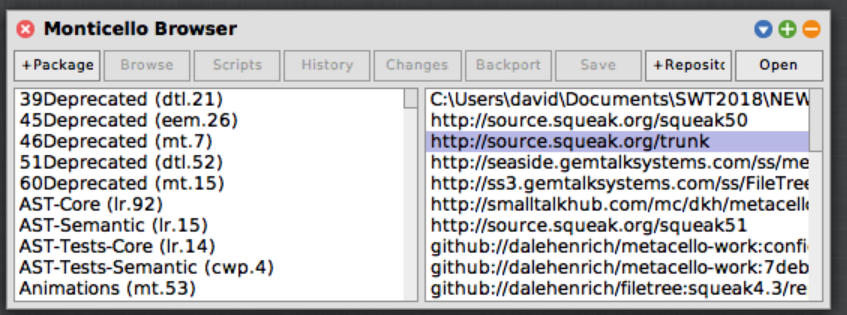 Monticello Browser
+Package Browse Scripts History Changes Backport Save +Reposito Open
39Deprecated (dtl.21)
45Deprecated (eem.26)
46Deprecated (mt.7)
51Deprecated (dtl.52)
60Deprecated (mt.15)
AST-Core (lr.92)
AST-Semantic (lr.15)
AST-Tests-Core (lr.14)
AST-Tests-Semantic (cwp.4)
Animations (mt.53)
C:\Users\david\Documents\SWT2018\NEW
http://source.squeak.org/squeak50
http://source.squeak.org/trunk
http://seaside.gemtalksystems.com/ss/me
http://ss3.gemtalksystems.com/ss/FileTree
http://smalltalkhub.com/mc/dkh/metacello
http://source.squeak.org/squeak51
github://dalehenrich/metacello-work:confi
github://dalehenrich/metacello-work:7deb
github://dalehenrich/filetree:squeak4.3/re